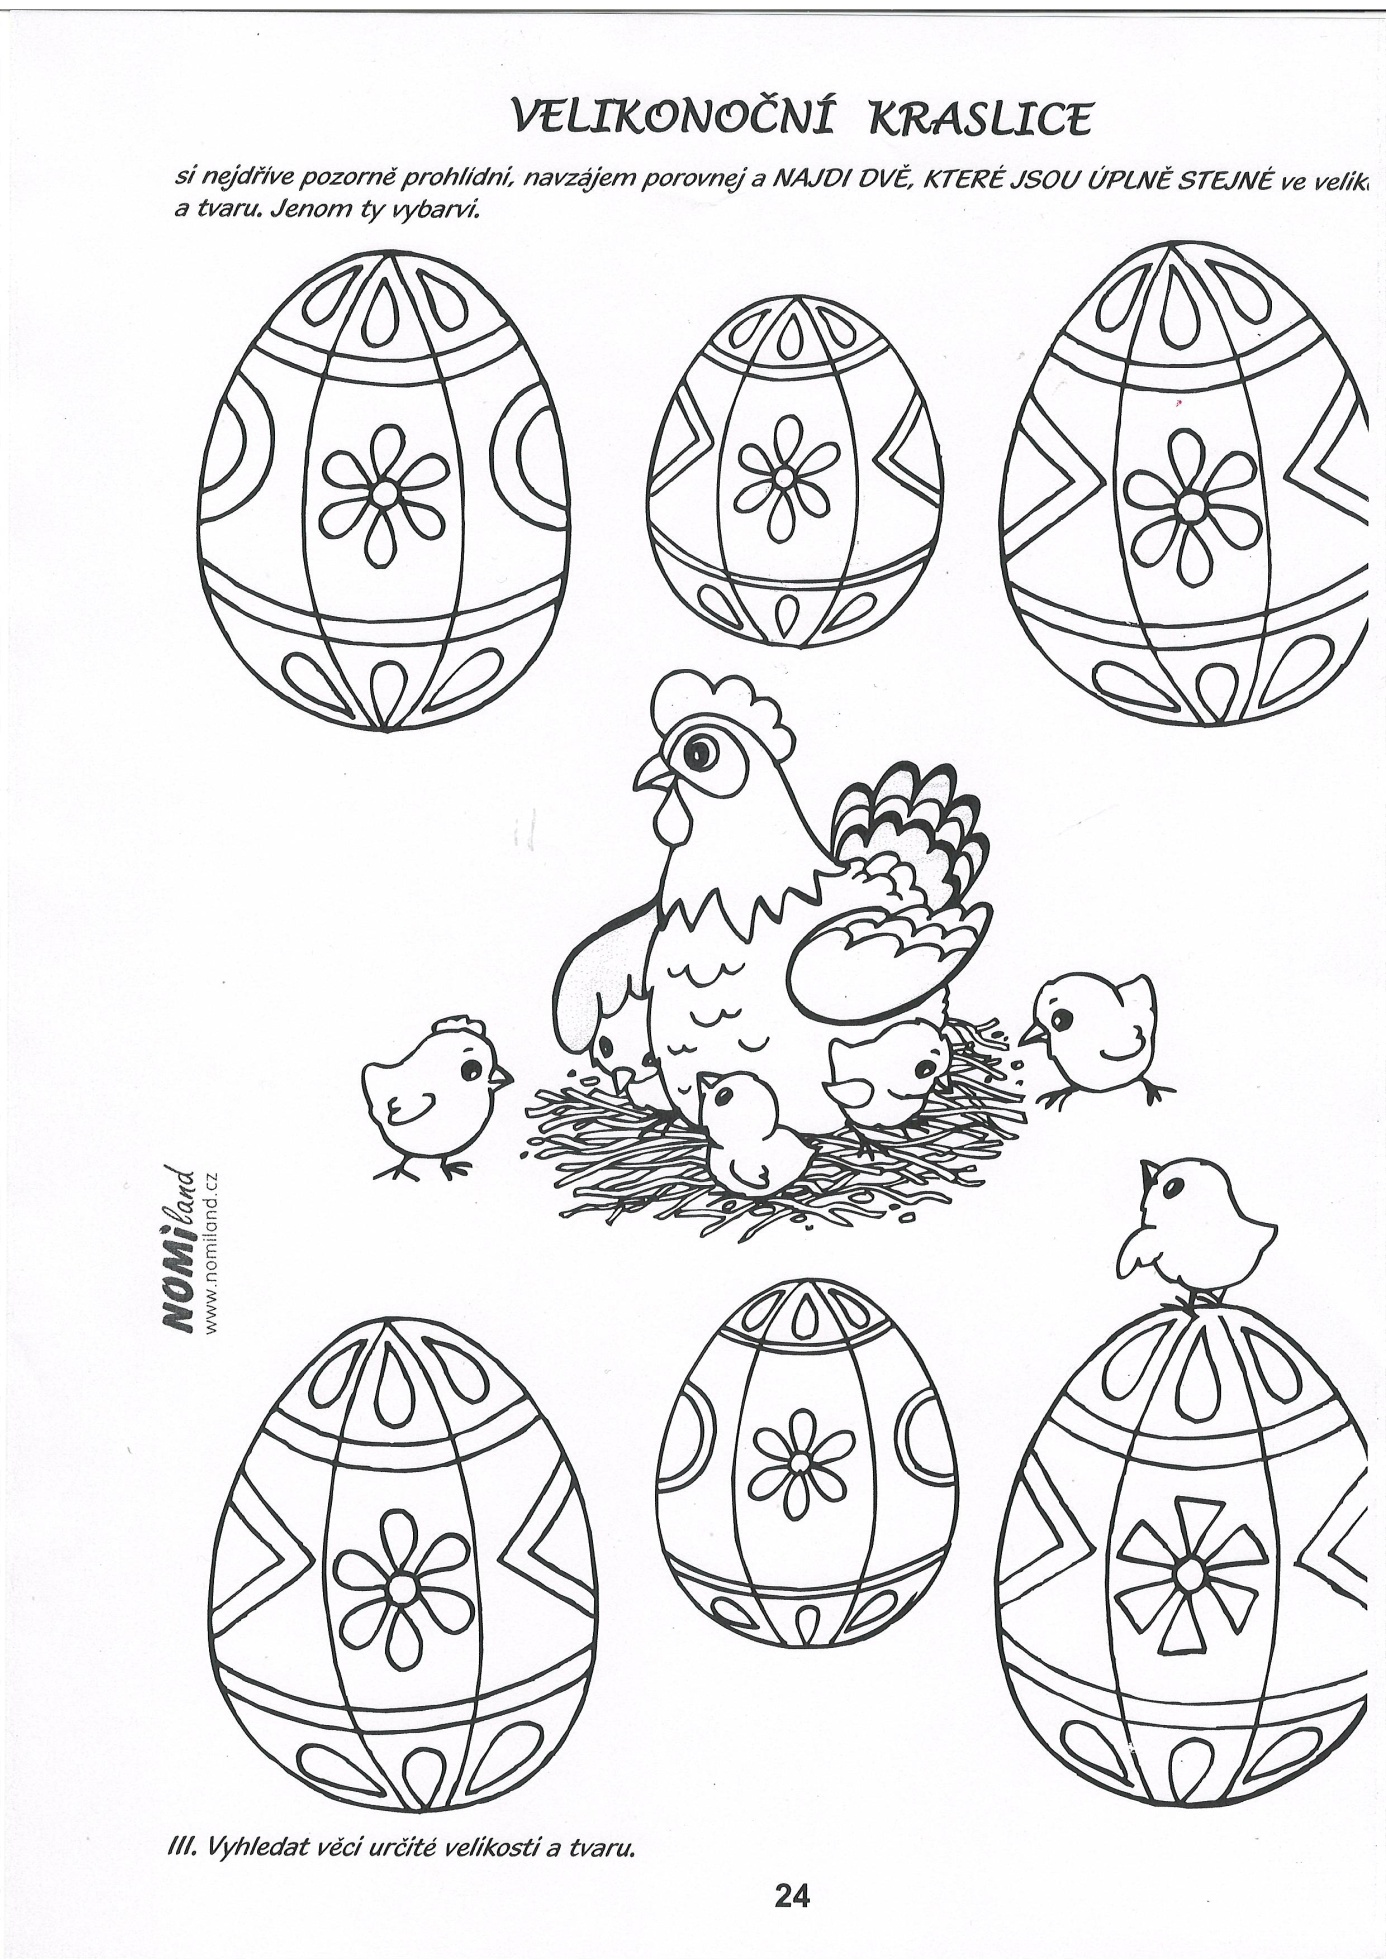 VELIKONOČNÍ KRASLICE
si nejdříve pozorně prohlídni, navzájem porovnej a NAJDI DVĚ, KTERÉ JSOU ÚPLNĚ STEJNÉ ve velik
a tvaru. Jenom ty vybarvi.
NOMiland
www.nomiland.cz
III. Vyhledat věci určité velikosti a tvaru.
24